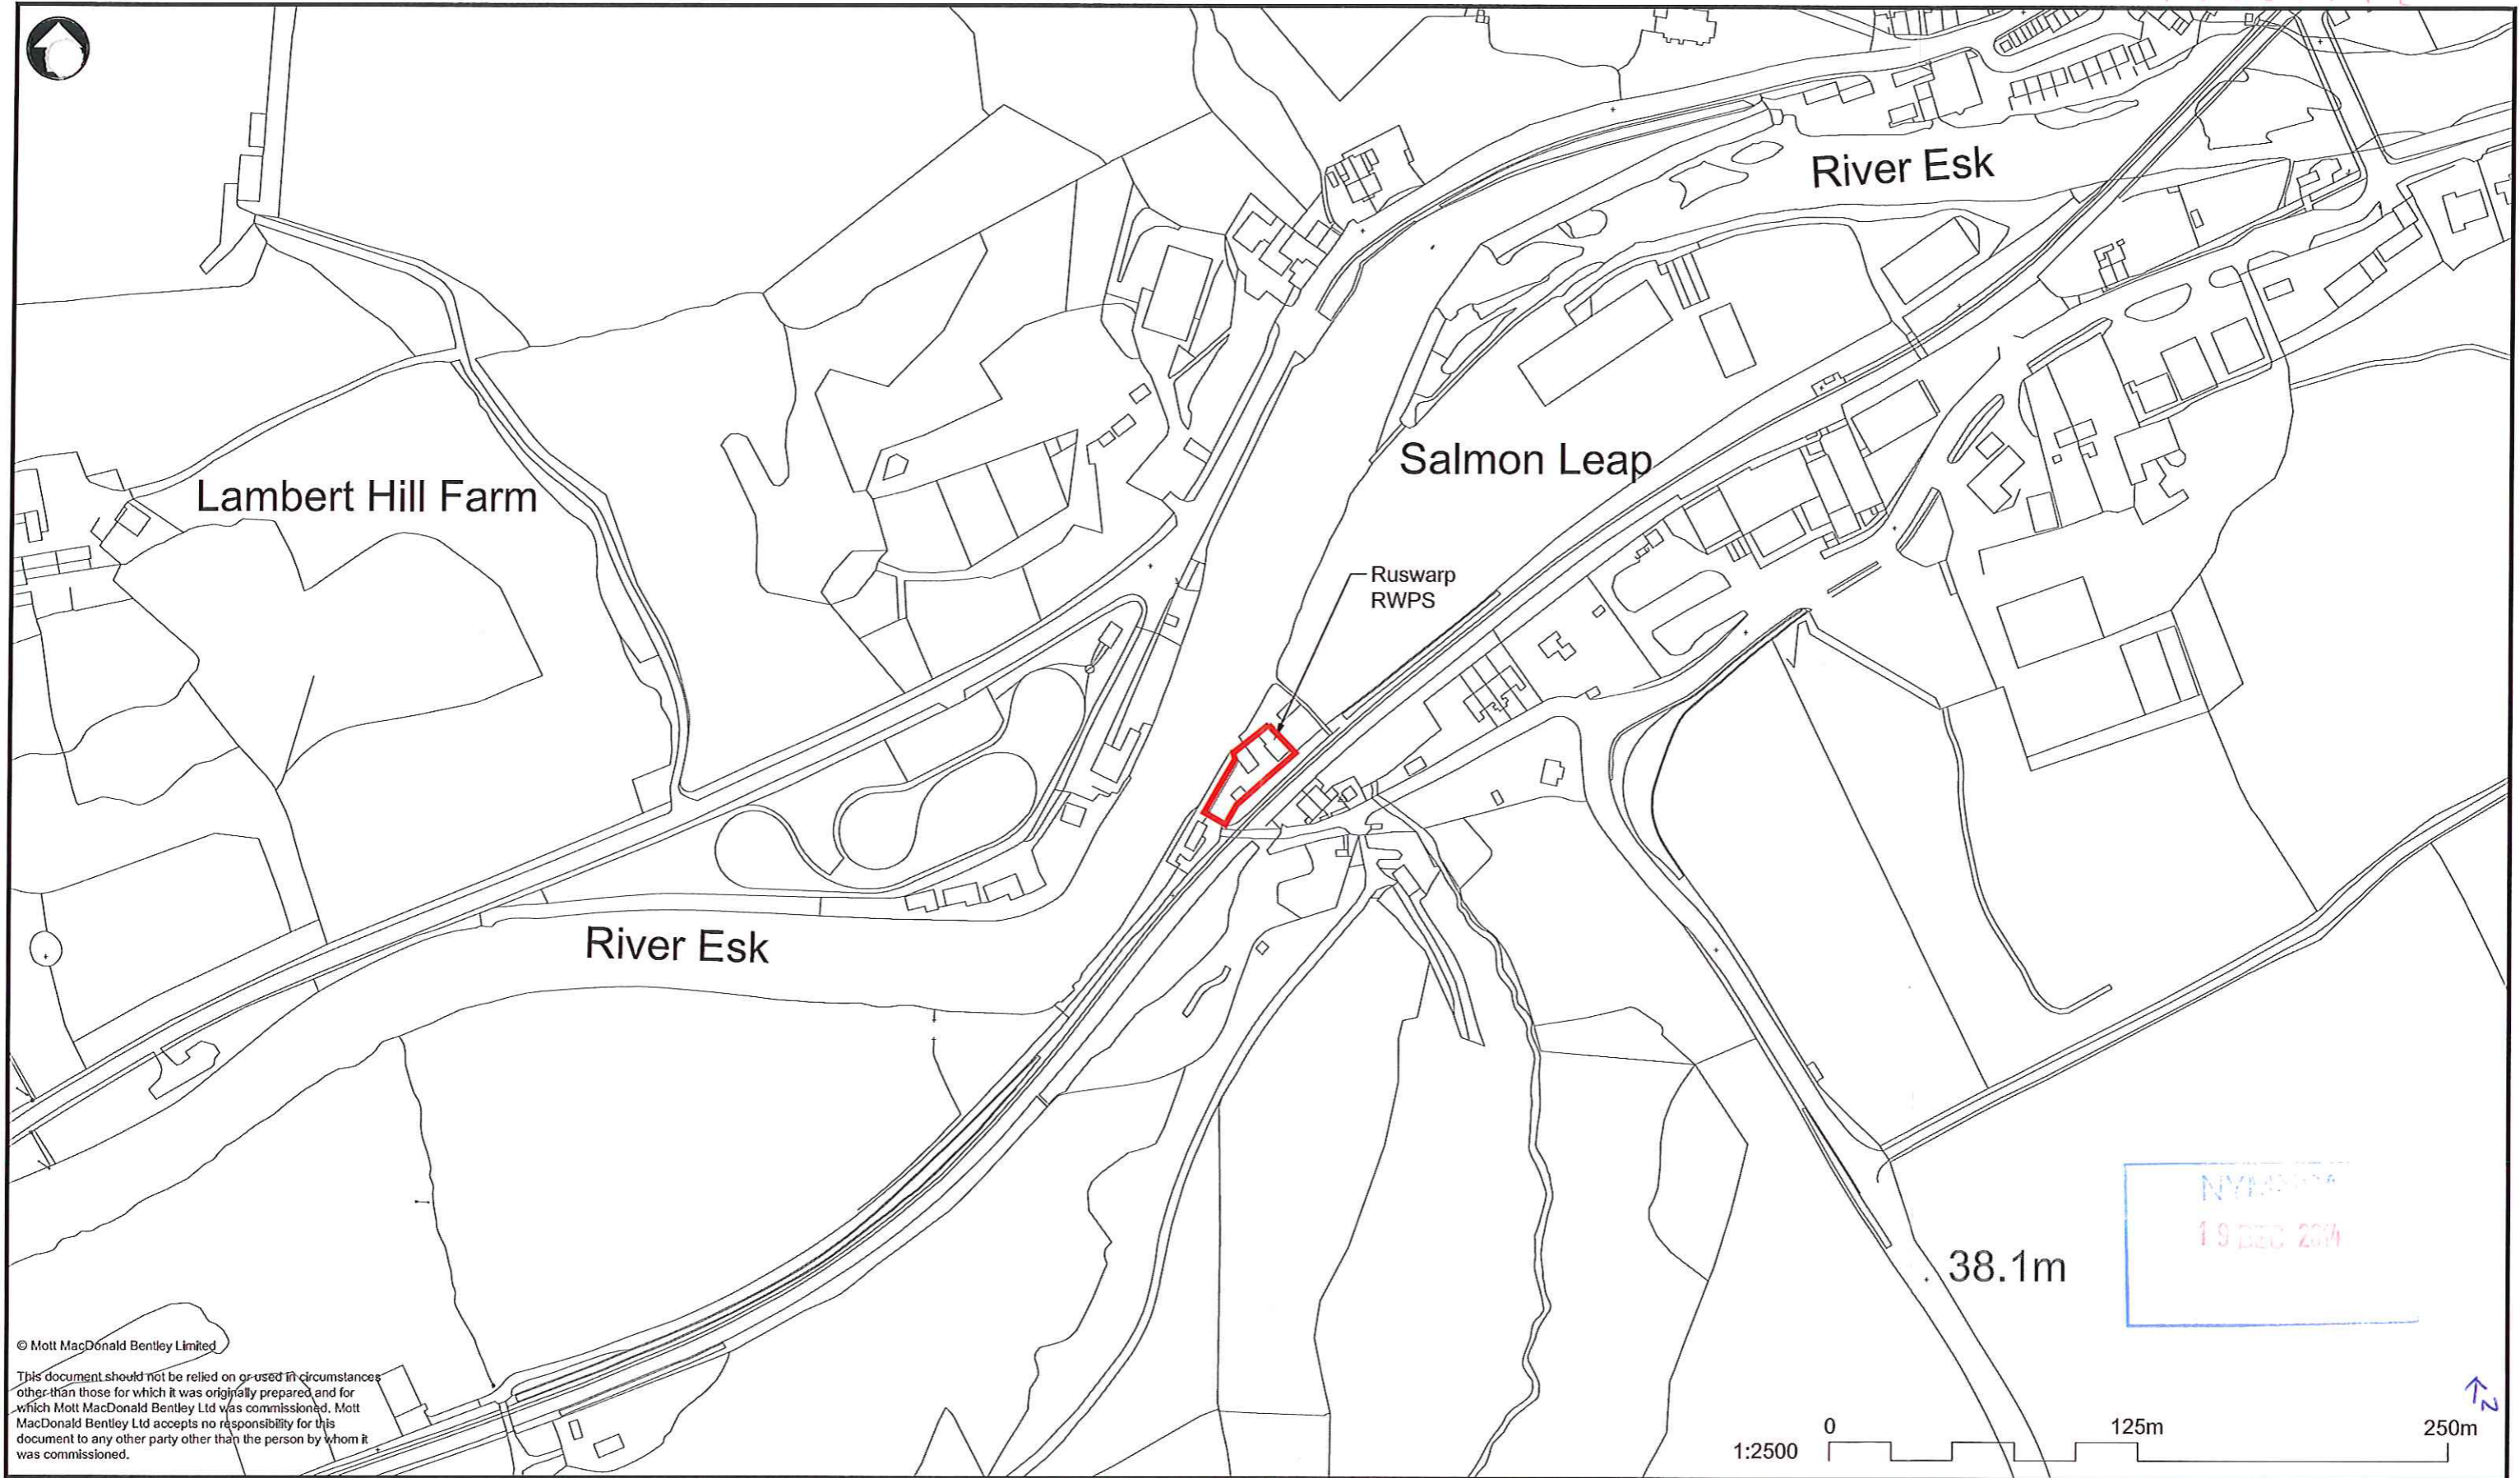 River Esk
Salmon Leap
Lambert Hill Farm
Ruswarp
RWPS
River Esk
38.1m
19 DEC 2014
© Mott MacDonald Bentley Limited
This document should not be relied on or used in circumstances
other than those for which it was originally prepared and for
which Mott MacDonald Bentley Ltd was commissioned. Mott
MacDonald Bentley Ltd accepts no responsibility for this
document to any other party other than the person by whom it
was commissioned.
N
1:2500
0
125m
250m